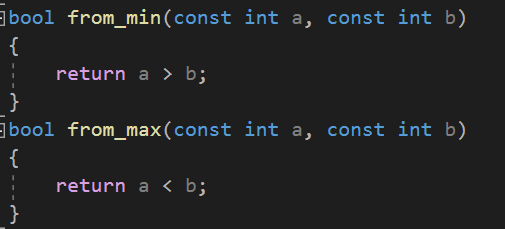 bool from_min(const int a, const int b)
{
    return a > b;
}
bool from_max(const int a, const int b)
{
    return a < b;
}